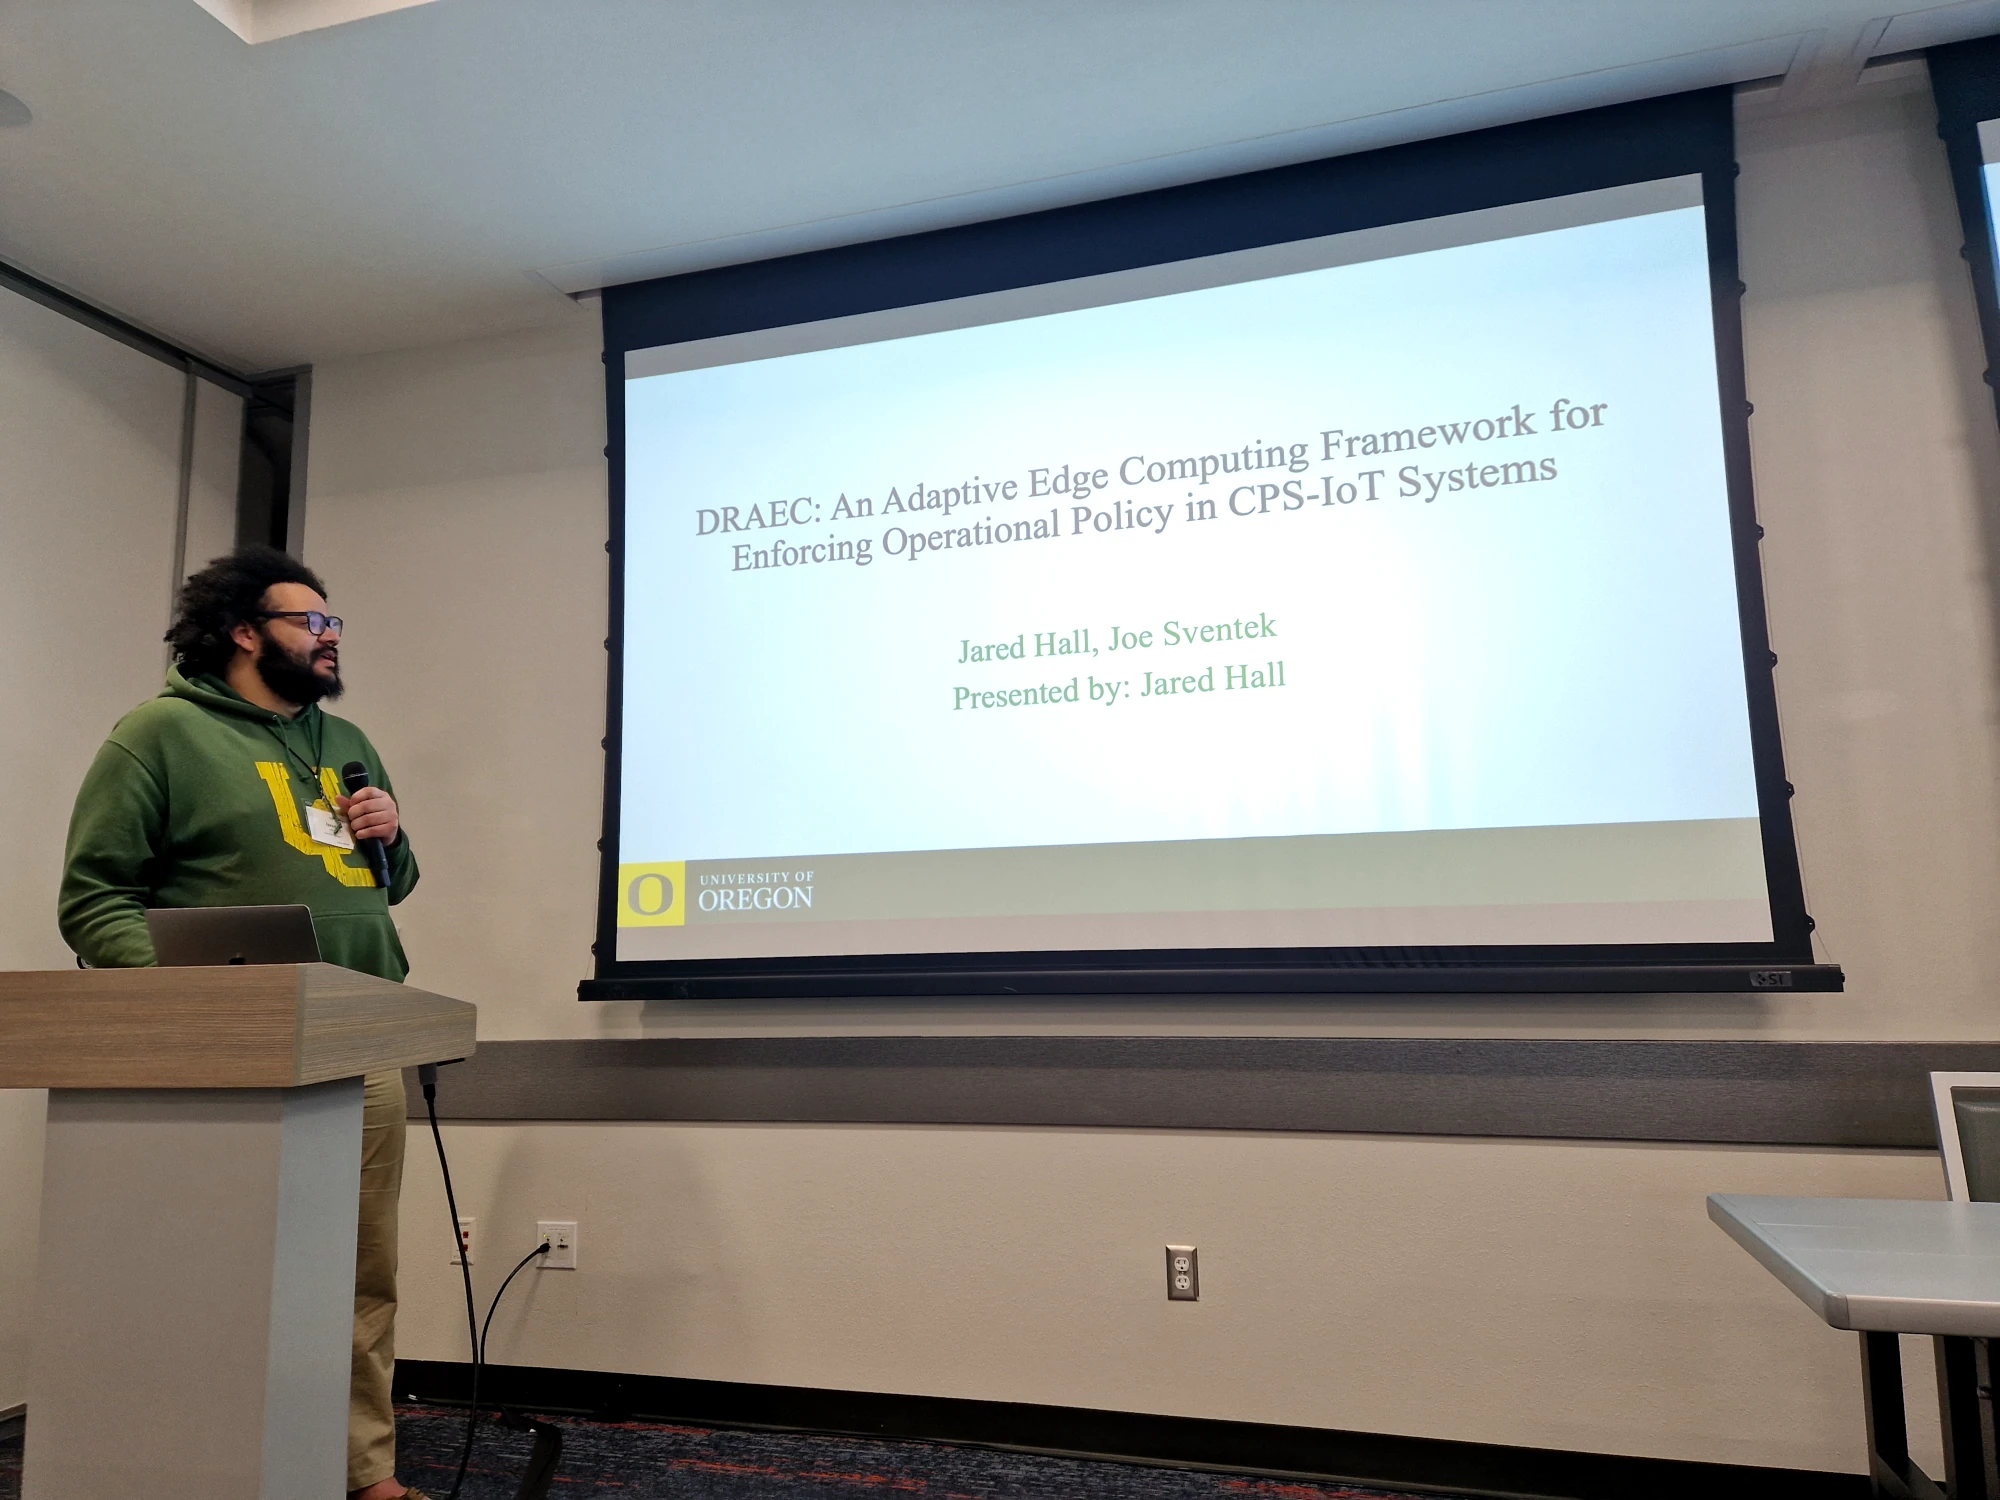 DRAEC: An Adaptive Edge Computing Framework for
Enforcing Operational Policy in CPS-IoT Systems
Jared Hall, Joe Sventek
Presented by: Jared Hall
O
UNIVERSITY OF
OREGON